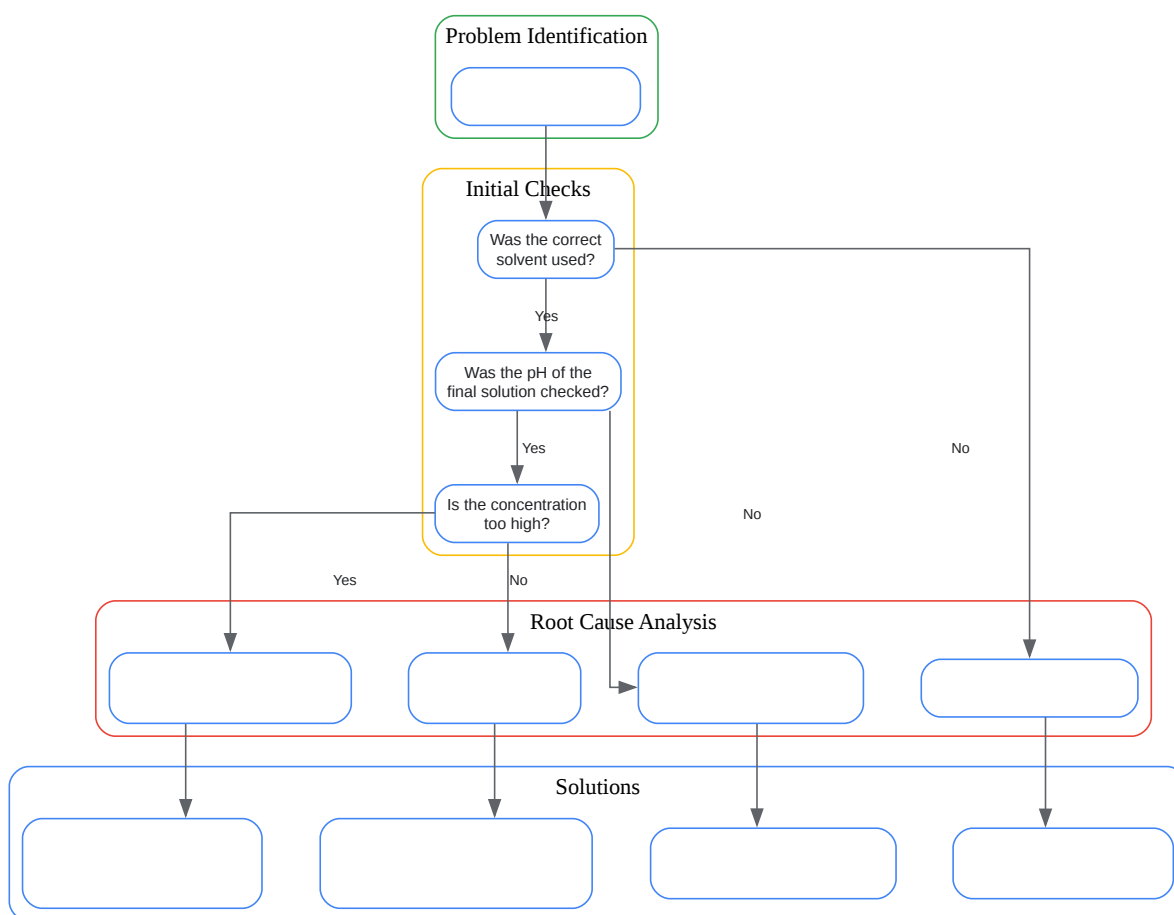 Problem Identification
Initial Checks
Was the correct
solvent used?
Yes
Was the pH of the
final solution checked?
Yes
No
Is the concentration
too high?
No
Yes
No
Root Cause Analysis
Solutions